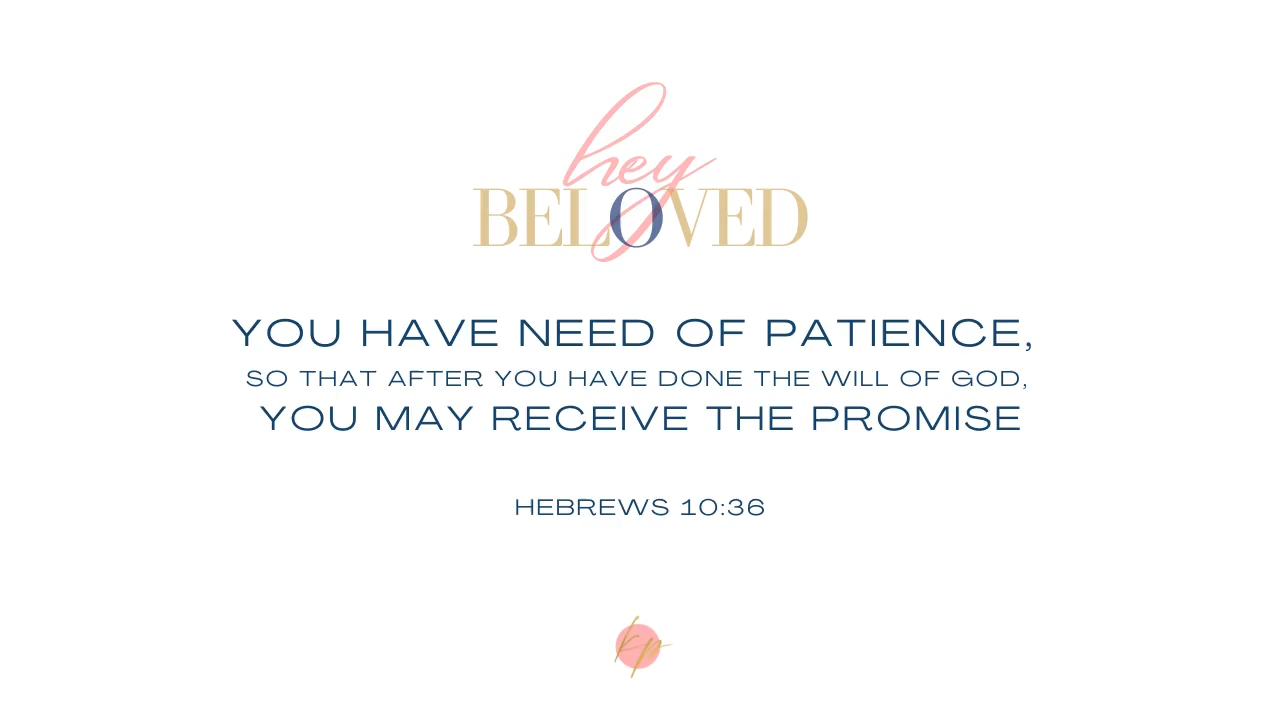 hey
BELOVED
YOU HAVE NEED OF PATIENCE,
SO THAT AFTER YOU HAVE DONE THE WILL OF GOD,
YOU MAY RECEIVE THE PROMISE
HEBREWS 10:36
kp